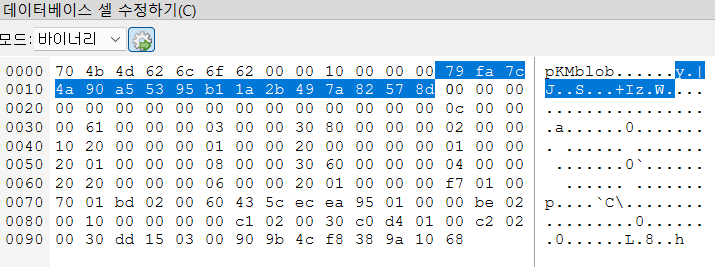 데이터베이스 셀 수정하기(C)
모드: 바이너리
0000 70 4b 4d 62 6c 6f 62 00 00 10 00 00 00 79 fa 7c pKMblob......y.|
0010 4a 90 a5 53 95 b1 1a 2b 49 7a 82 57 8d 00 00 00 J..S...+Iz.W....
0020 00 00 00 00 00 00 00 00 00 00 00 00 0c 00 00 00 ................
0030 00 61 00 00 00 03 00 00 30 80 00 00 00 02 00 00 .a......0.......
0040 10 20 00 00 00 01 00 00 20 00 00 00 00 01 00 00 . ...... .......
0050 20 01 00 00 00 08 00 00 30 60 00 00 00 04 00 00  .......0`......
0060 20 20 00 00 00 06 00 00 20 01 00 00 00 f7 01 00   ...... .......
0070 70 01 bd 02 00 60 43 5c ec ea 95 01 00 00 be 02 p....`C\........
0080 00 10 00 00 00 00 c1 02 00 30 c0 d4 01 00 c2 02 .........0......
0090 00 30 dd 15 03 00 90 9b 4c f8 38 9a 10 68 .0......L.8..h